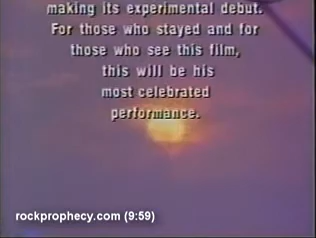 making its experimental debut.
For those who stayed and for
those who see this film,
this will be his
most celebrated
performance.
rockprophecy.com (9:59)